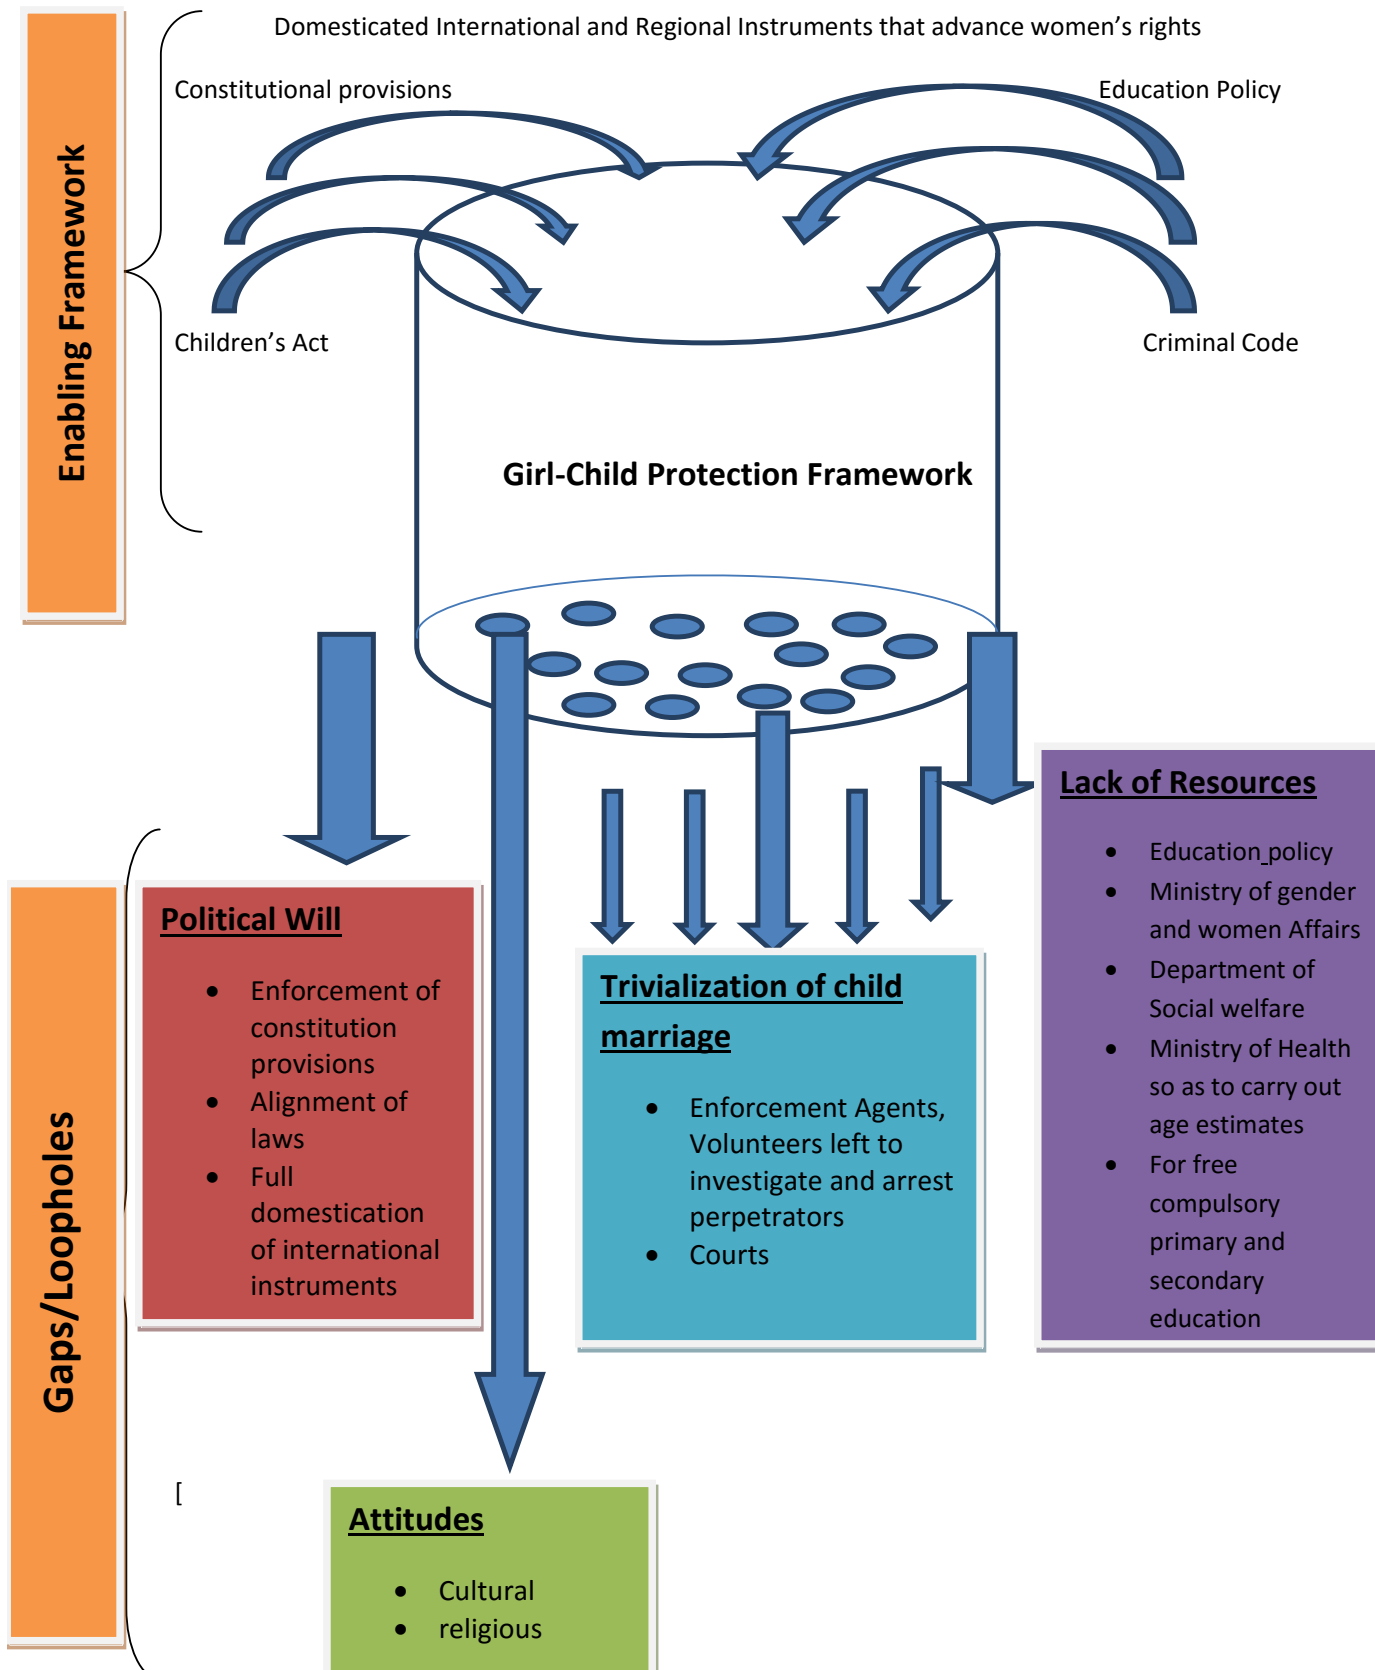 Domesticated International and Regional Instruments that advance women’s rights
Constitutional provisions
Education Policy
Enabling Framework
Children’s Act
Criminal Code
Girl-Child Protection Framework
Gaps/Loopholes
Political Will
• Enforcement of
constitution
provisions
• Alignment of
laws
• Full
domestication
of international
instruments
Trivialization of child
marriage
• Enforcement Agents,
Volunteers left to
investigate and arrest
perpetrators
• Courts
Lack of Resources
• Education policy
• Ministry of gender
and women Affairs
• Department of
Social welfare
• Ministry of Health
so as to carry out
age estimates
• For free
compulsory
primary and
secondary
education
[
Attitudes
• Cultural
• religious